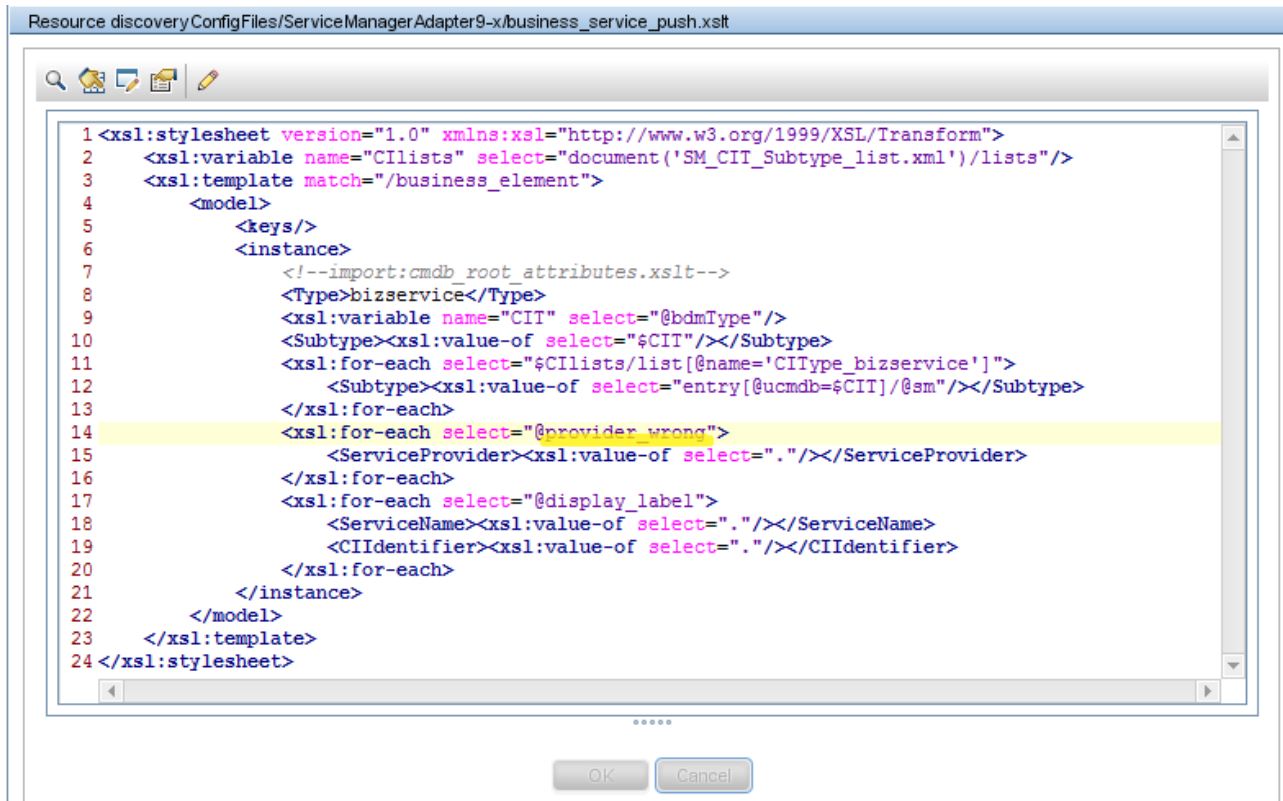 Resource discoveryConfigFiles/ServiceManagerAdapter9-x/business_service_push.xslt
1 <xsl:stylesheet version="1.0" xmlns:xsl="http://www.w3.org/1999/XSL/Transform">
2 <xsl:variable name="CIlists" select="document('SM_CIT_Subtype_list.xml')/lists"/>
3 <xsl:template match="/business_element">
4 <model>
5 <keys/>
6 <instance>
7 <!--import:cmdb_root_attributes.xslt-->
8 <Type>bizservice</Type>
9 <xsl:variable name="CIT" select="@bdmType"/>
10 <Subtype><xsl:value-of select="$CIT"/></Subtype>
11 <xsl:for-each select="$CIlists/list[@name='CIType_bizservice']">
12 <Subtype><xsl:value-of select="entry[@ucmdb=$CIT]/@sm"/></Subtype>
13 </xsl:for-each>
14 <xsl:for-each select="@provider_wrong">
15 <ServiceProvider><xsl:value-of select="."/></ServiceProvider>
16 </xsl:for-each>
17 <xsl:for-each select="@display_label">
18 <ServiceName><xsl:value-of select="."/></ServiceName>
19 <CIIdentifier><xsl:value-of select="."/></CIIdentifier>
20 </xsl:for-each>
21 </instance>
22 </model>
23 </xsl:template>
24 </xsl:stylesheet>
OK Cancel